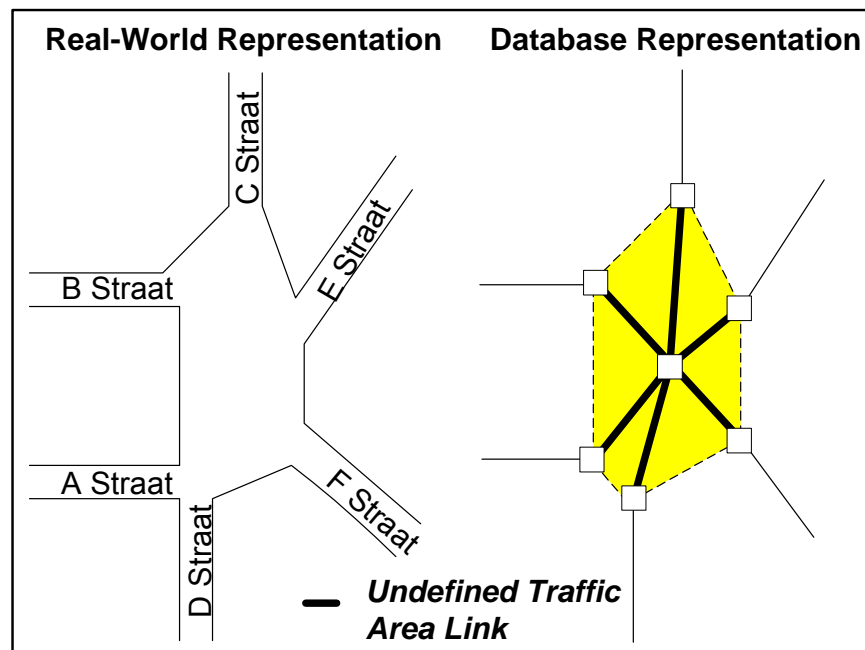 Real-World Representation
Database Representation
C Straat
E Straat
B Straat
A Straat
F Straat
D Straat
Undefined Traffic
Area Link